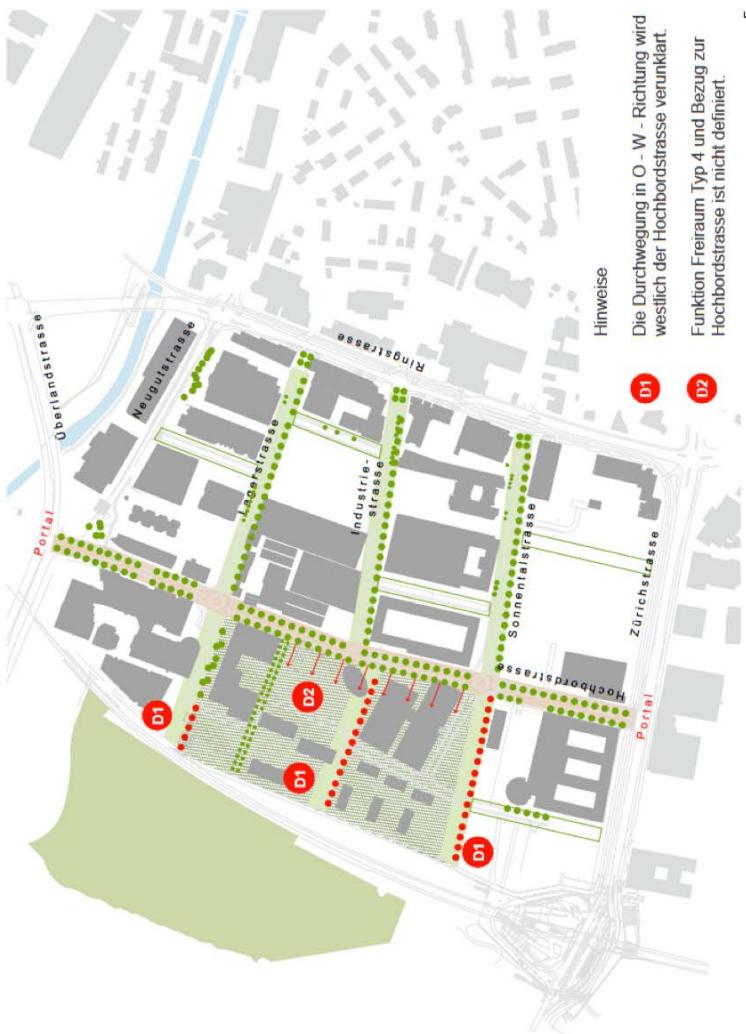 Überlandstrasse
Neugutstrasse
Portal
Lagerstrasse
Ringstrasse
Industrie-
strasse
Sonnentalstrasse
Hochbordstrasse
Zürichstrasse
Portal
D1
D2
D1
D1
Hinweise
D1
Die Durchwegung in O - W - Richtung wird
westlich der Hochbordstrasse verunklart.
D2
Funktion Freiraum Typ 4 und Bezug zur
Hochbordstrasse ist nicht definiert.